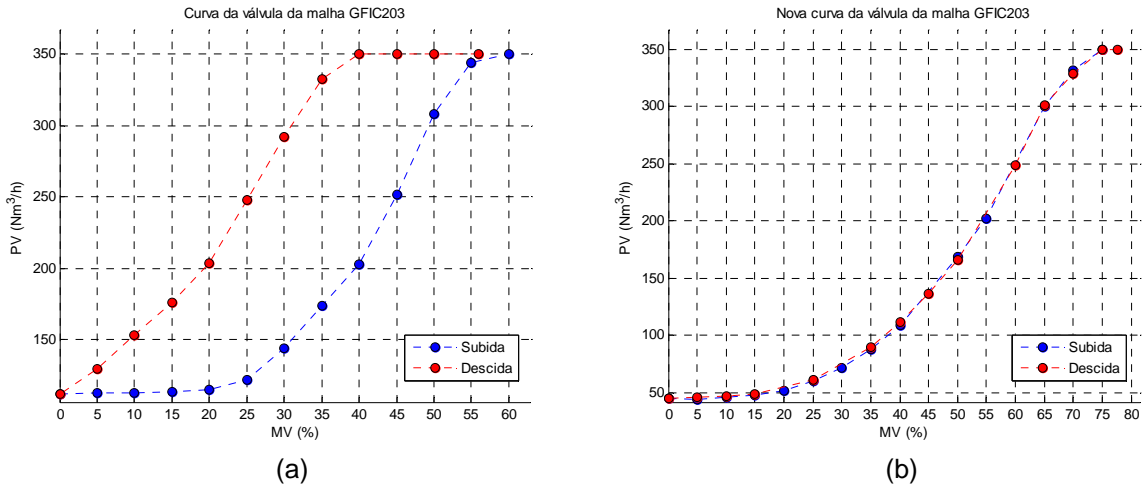 Curva da válvula da malha GFIC203
350
300
250
200
150
PV (Nm³/h)
Subida
Descida
0 5 10 15 20 25 30 35 40 45 50 55 60
MV (%)
(a)
Nova curva da válvula da malha GFIC203
350
300
250
200
150
100
50
PV (Nm³/h)
Subida
Descida
0 5 10 15 20 25 30 35 40 45 50 55 60 65 70 75 80
MV (%)
(b)